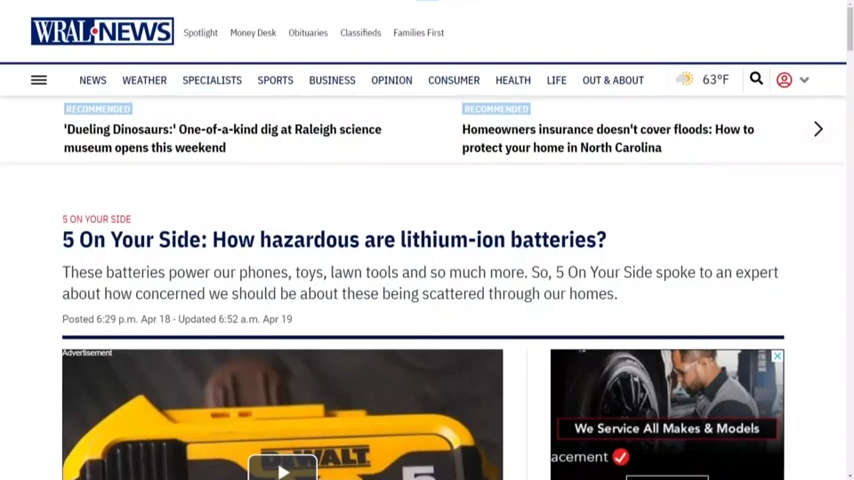 WRAL NEWS
Spotlight Money Desk Obituaries Classifieds Families First
NEWS WEATHER SPECIALISTS SPORTS BUSINESS OPINION CONSUMER HEALTH LIFE OUT & ABOUT 63°F
RECOMMENDED
'Dueling Dinosaurs:' One-of-a-kind dig at Raleigh science
museum opens this weekend
RECOMMENDED
Homeowners insurance doesn't cover floods: How to
protect your home in North Carolina
5 ON YOUR SIDE
5 On Your Side: How hazardous are lithium-ion batteries?
These batteries power our phones, toys, lawn tools and so much more. So, 5 On Your Side spoke to an expert
about how concerned we should be about these being scattered through our homes.
Posted 6:29 p.m. Apr 18 - Updated 6:52 a.m. Apr 19
Advertisement
DEWALT
5
We Service All Makes & Models
acement